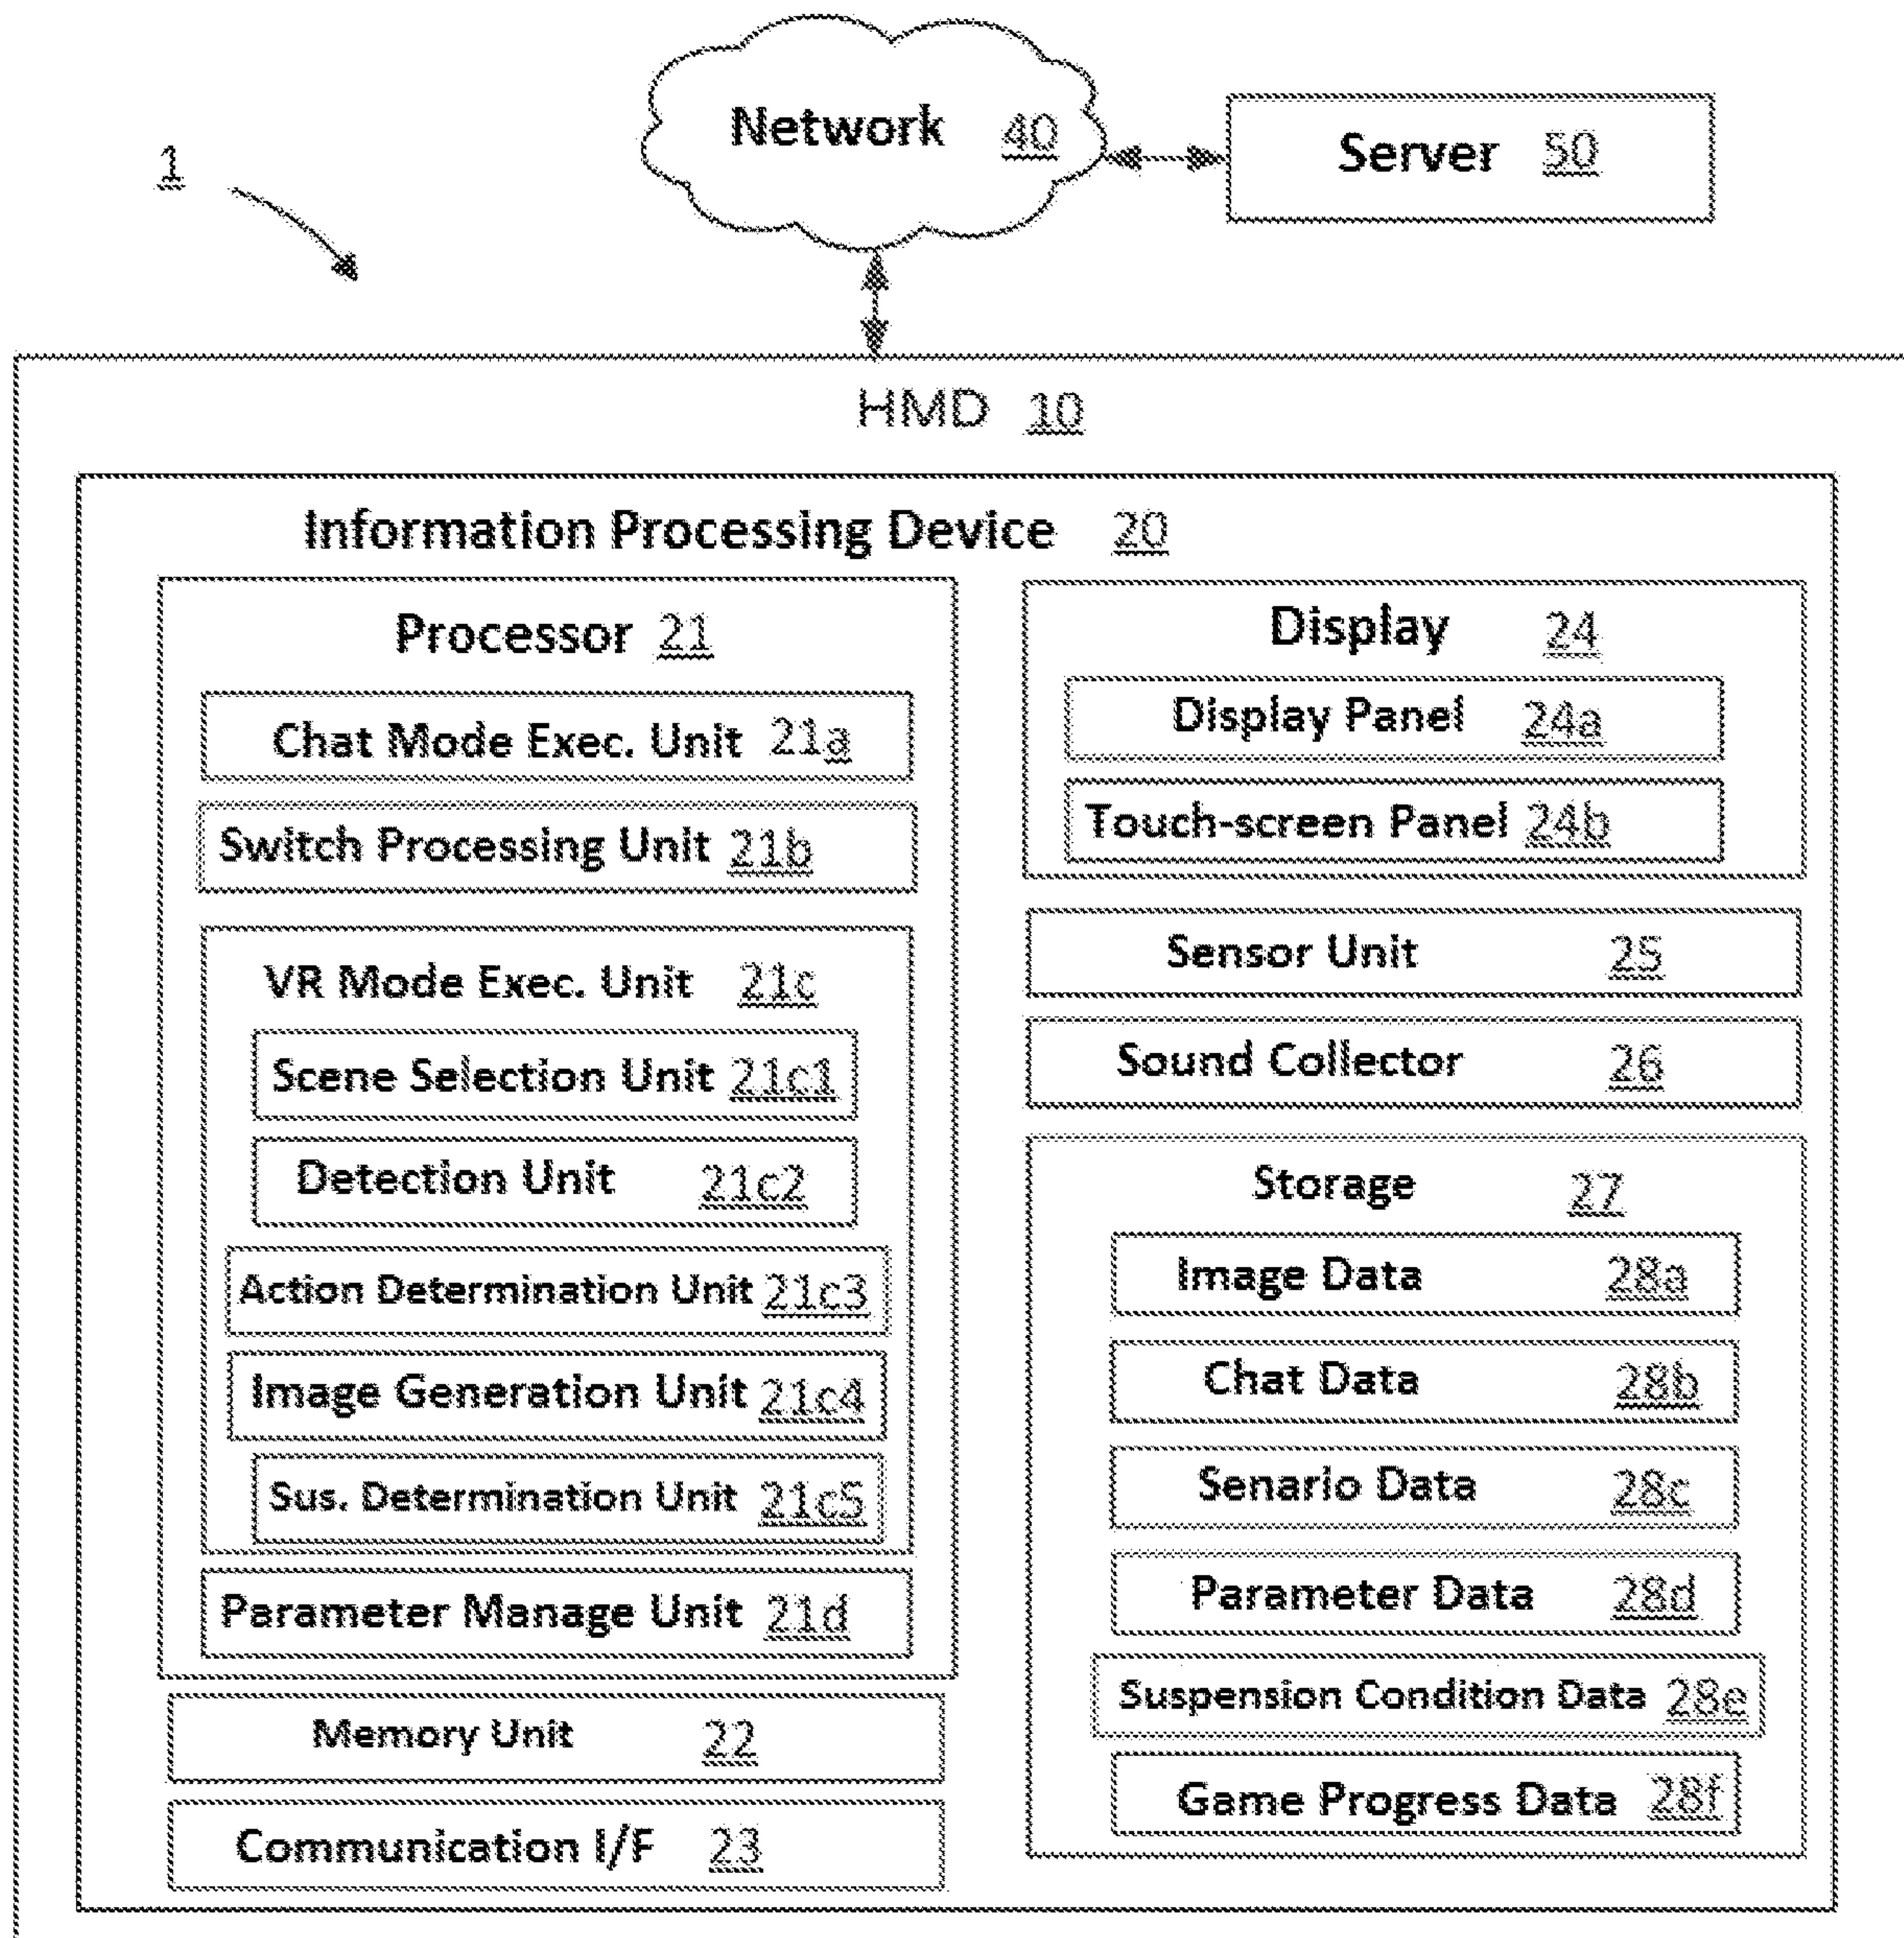 Network 40
Server 50
1
HMD 10
Information Processing Device 20
Processor 21
Chat Mode Exec. Unit 21a
Switch Processing Unit 21b
VR Mode Exec. Unit 21c
Scene Selection Unit 21c1
Detection Unit 21c2
Action Determination Unit 21c3
Image Generation Unit 21c4
Sus. Determination Unit 21c5
Parameter Manage Unit 21d
Memory Unit 22
Communication I/F 23
Display 24
Display Panel 24a
Touch-screen Panel 24b
Sensor Unit 25
Sound Collector 26
Storage 27
Image Data 28a
Chat Data 28b
Senario Data 28c
Parameter Data 28d
Suspension Condition Data 28e
Game Progress Data 28f